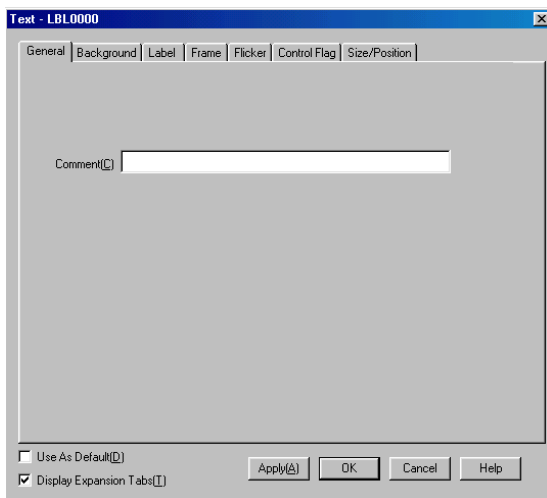 Text - LBL0000
General Background Label Frame Flicker Control Flag Size/Position
Comment(C)
Use As Default(D)
Display Expansion Tabs(T)
Apply(A) OK Cancel Help